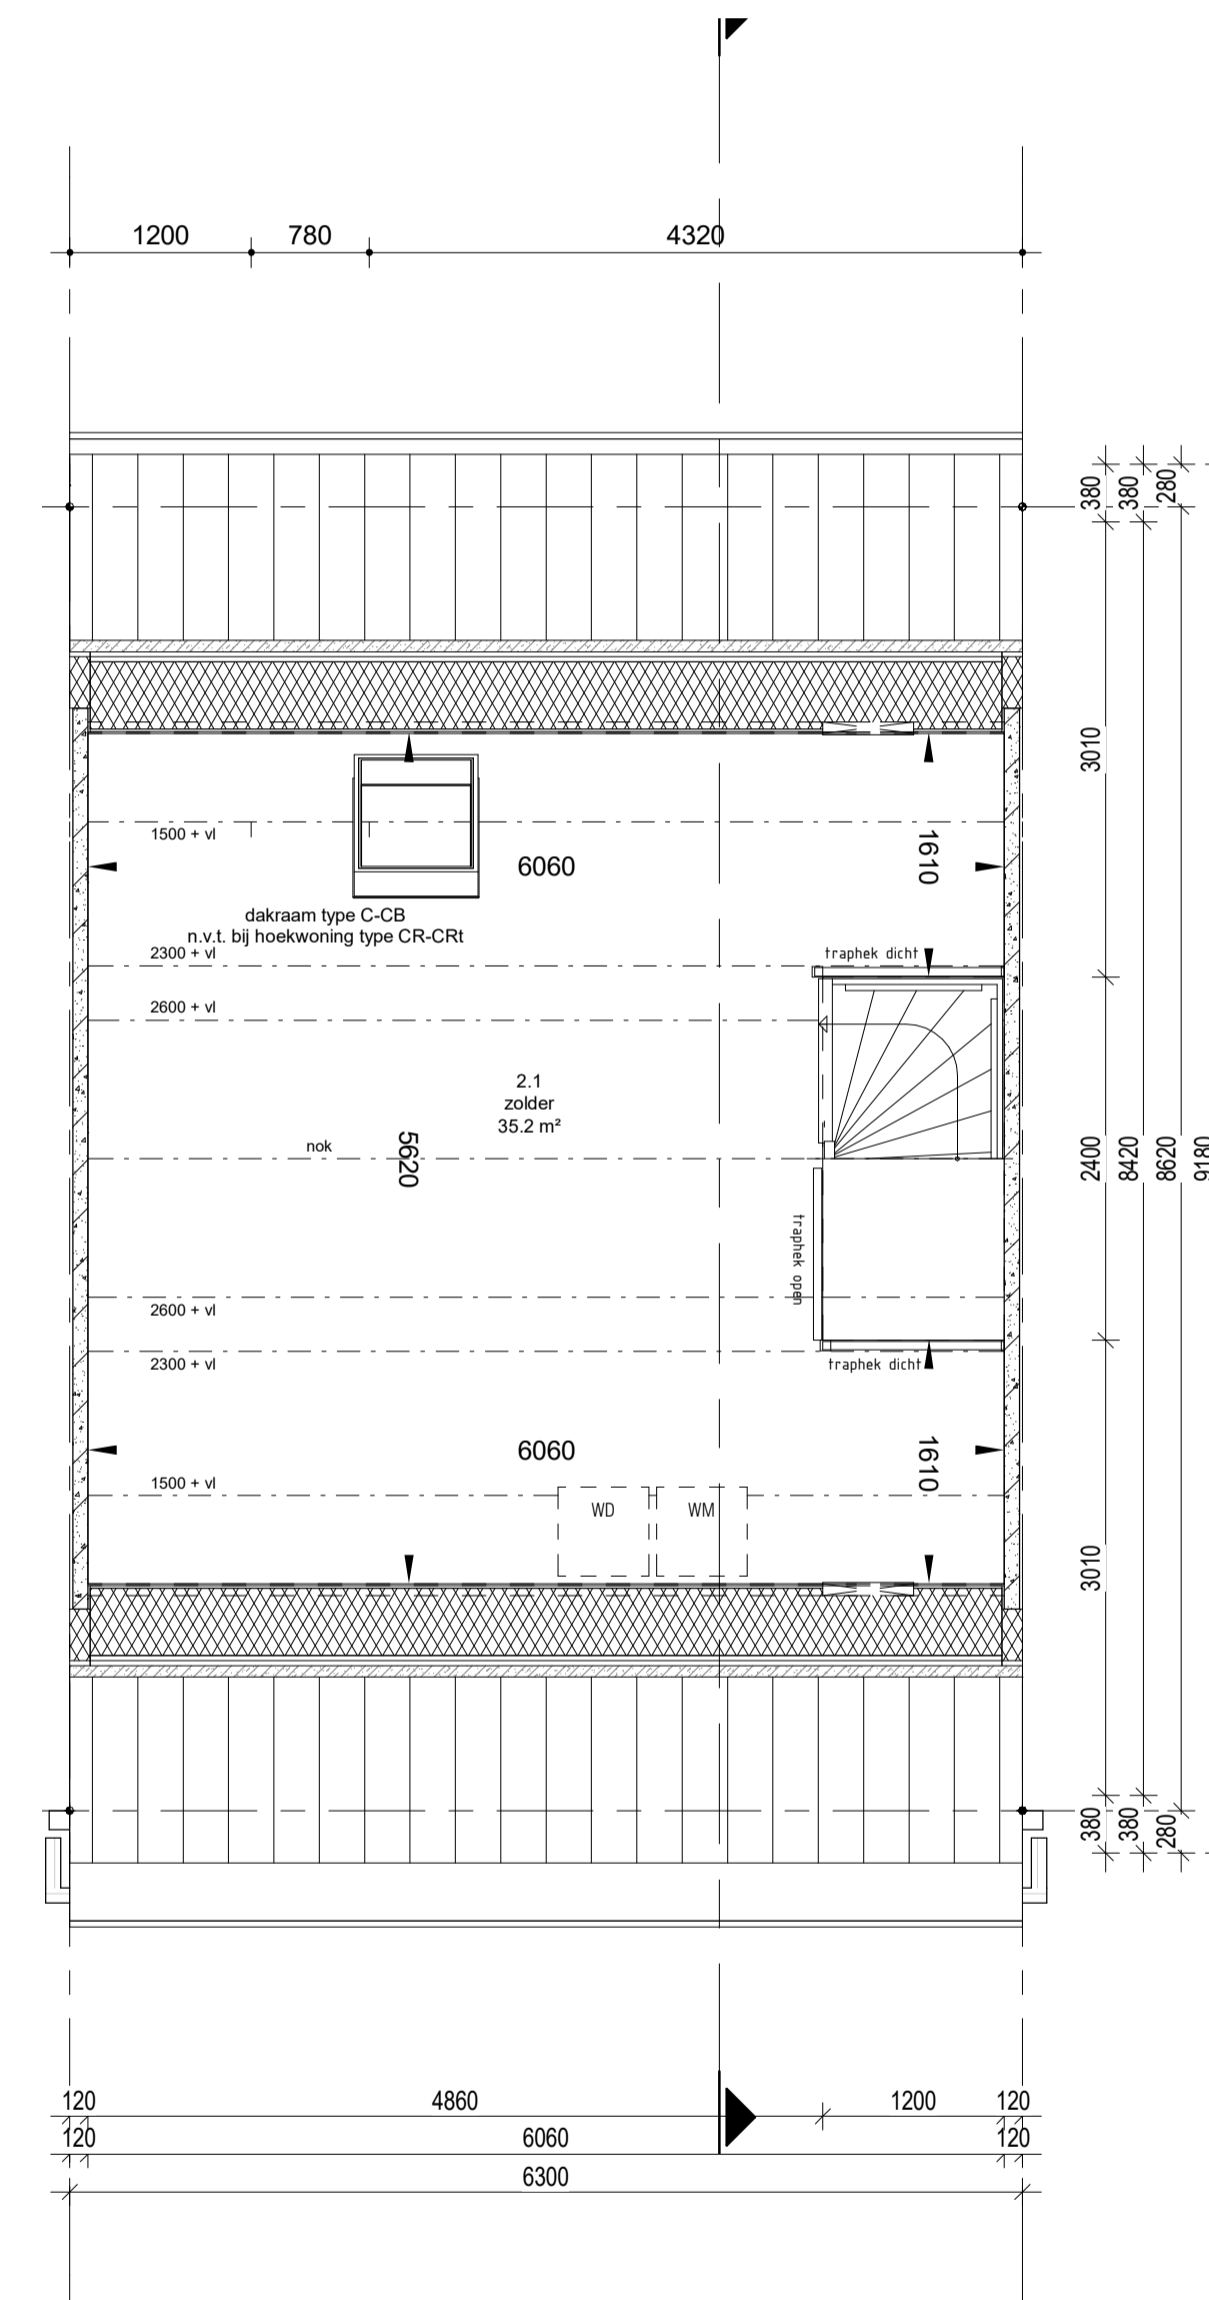 1200 780 4320
380 380 280
3010
1500 + vl
6060 1610
dakraam type C-CB
n.v.t. bij hoekwoning type CR-CRt
2300 + vl
traphek dicht
2600 + vl
2.1
zolder
35.2 m²
nok
5620
2400 8420 8620 9180
traphek open
2600 + vl
2300 + vl
traphek dicht
6060 1610
1500 + vl
WD WM
3010
380 380 280
120 4860 1200 120
120 6060 120
6300